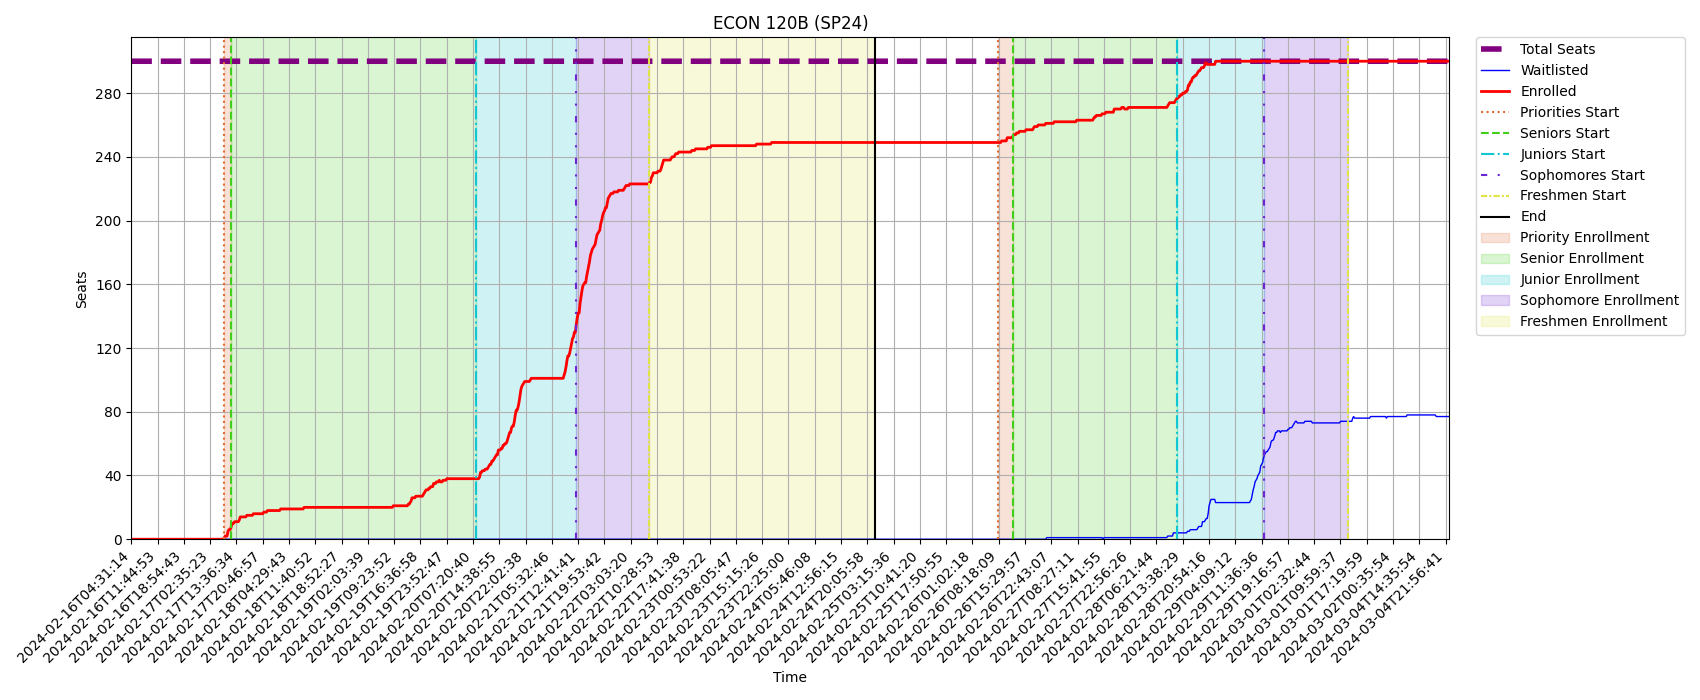 ECON 120B (SP24)
Seats
280
240
200
160
120
80
40
0
2024-02-16T04:31:14
2024-02-16T11:44:53
2024-02-16T18:54:43
2024-02-17T02:35:23
2024-02-17T13:36:34
2024-02-17T20:46:57
2024-02-18T04:29:43
2024-02-18T11:40:52
2024-02-18T18:52:27
2024-02-19T02:03:39
2024-02-19T09:23:52
2024-02-19T16:36:58
2024-02-19T23:52:47
2024-02-20T07:20:40
2024-02-20T14:38:55
2024-02-20T22:02:38
2024-02-21T05:32:46
2024-02-21T12:41:41
2024-02-21T19:53:42
2024-02-22T03:03:20
2024-02-22T10:28:53
2024-02-22T17:41:38
2024-02-23T00:53:22
2024-02-23T08:05:47
2024-02-23T15:15:26
2024-02-23T22:25:00
2024-02-24T05:46:08
2024-02-24T12:56:15
2024-02-24T20:05:58
2024-02-25T03:15:36
2024-02-25T10:41:20
2024-02-25T17:50:55
2024-02-26T01:02:18
2024-02-26T08:18:09
2024-02-26T15:29:57
2024-02-26T22:43:07
2024-02-27T08:27:11
2024-02-27T15:41:55
2024-02-27T22:56:26
2024-02-28T06:21:44
2024-02-28T13:38:29
2024-02-28T20:54:16
2024-02-29T04:09:12
2024-02-29T11:36:36
2024-02-29T19:16:57
2024-03-01T02:32:44
2024-03-01T09:59:37
2024-03-01T17:19:59
2024-03-02T00:35:54
2024-03-04T14:35:54
2024-03-04T21:56:41
Time
Total Seats
Waitlisted
Enrolled
Priorities Start
Seniors Start
Juniors Start
Sophomores Start
Freshmen Start
End
Priority Enrollment
Senior Enrollment
Junior Enrollment
Sophomore Enrollment
Freshmen Enrollment